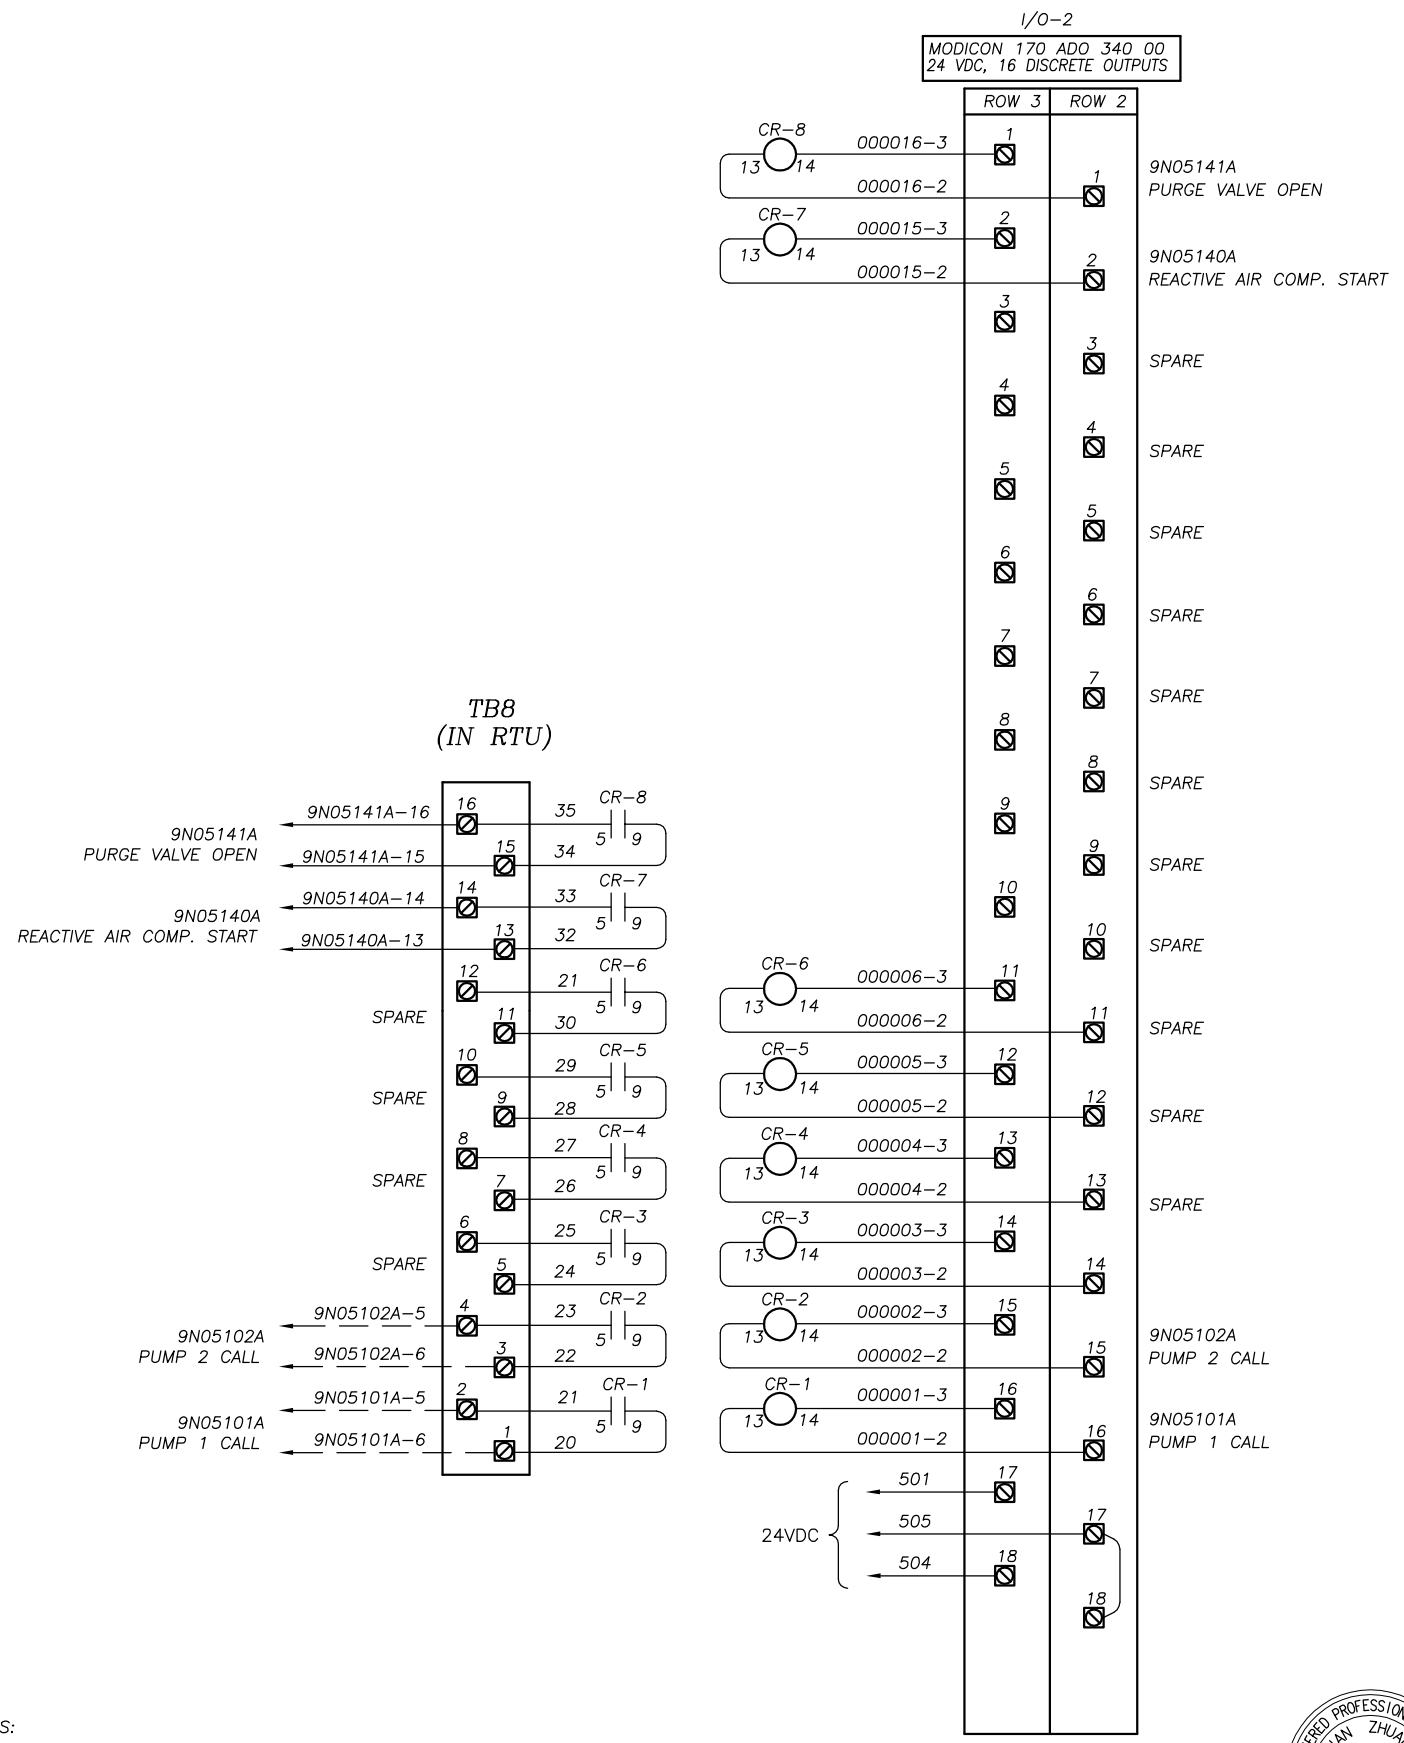 I/O-2
MODICON 170 ADO 340 00
24 VDC, 16 DISCRETE OUTPUTS
ROW 3 ROW 2
CR-8 000016-3 1
13 14
000016-2 1
9N05141A
PURGE VALVE OPEN
CR-7 000015-3 2
13 14
000015-2 2
9N05140A
REACTIVE AIR COMP. START
3
3 SPARE
4
4 SPARE
5
5 SPARE
6
6 SPARE
7
7 SPARE
8
8 SPARE
9
9 SPARE
10
10 SPARE
CR-6 000006-3 11
13 14
000006-2 11 SPARE
CR-5 000005-3 12
13 14
000005-2 12 SPARE
CR-4 000004-3 13
13 14
000004-2 13 SPARE
CR-3 000003-3 14
13 14
000003-2 14
CR-2 000002-3 15
13 14
000002-2 15
9N05102A
PUMP 2 CALL
CR-1 000001-3 16
13 14
000001-2 16
9N05101A
PUMP 1 CALL
501 17
24VDC 505 17
504 18
18
TB8
(IN RTU)
9N05141A-16 16 35 CR-8
9N05141A
PURGE VALVE OPEN
5 9
9N05141A-15 15 34
9N05140A-14 14 33 CR-7
9N05140A
REACTIVE AIR COMP. START
5 9
9N05140A-13 13 32
12 21 CR-6
5 9
SPARE 11 30
10 29 CR-5
5 9
SPARE 9 28
8 27 CR-4
5 9
SPARE 7 26
6 25 CR-3
5 9
SPARE 5 24
9N05102A-5 4 23 CR-2
9N05102A
PUMP 2 CALL
5 9
9N05102A-6 3 22
9N05101A-5 2 21 CR-1
9N05101A
PUMP 1 CALL
5 9
9N05101A-6 1 20
S: